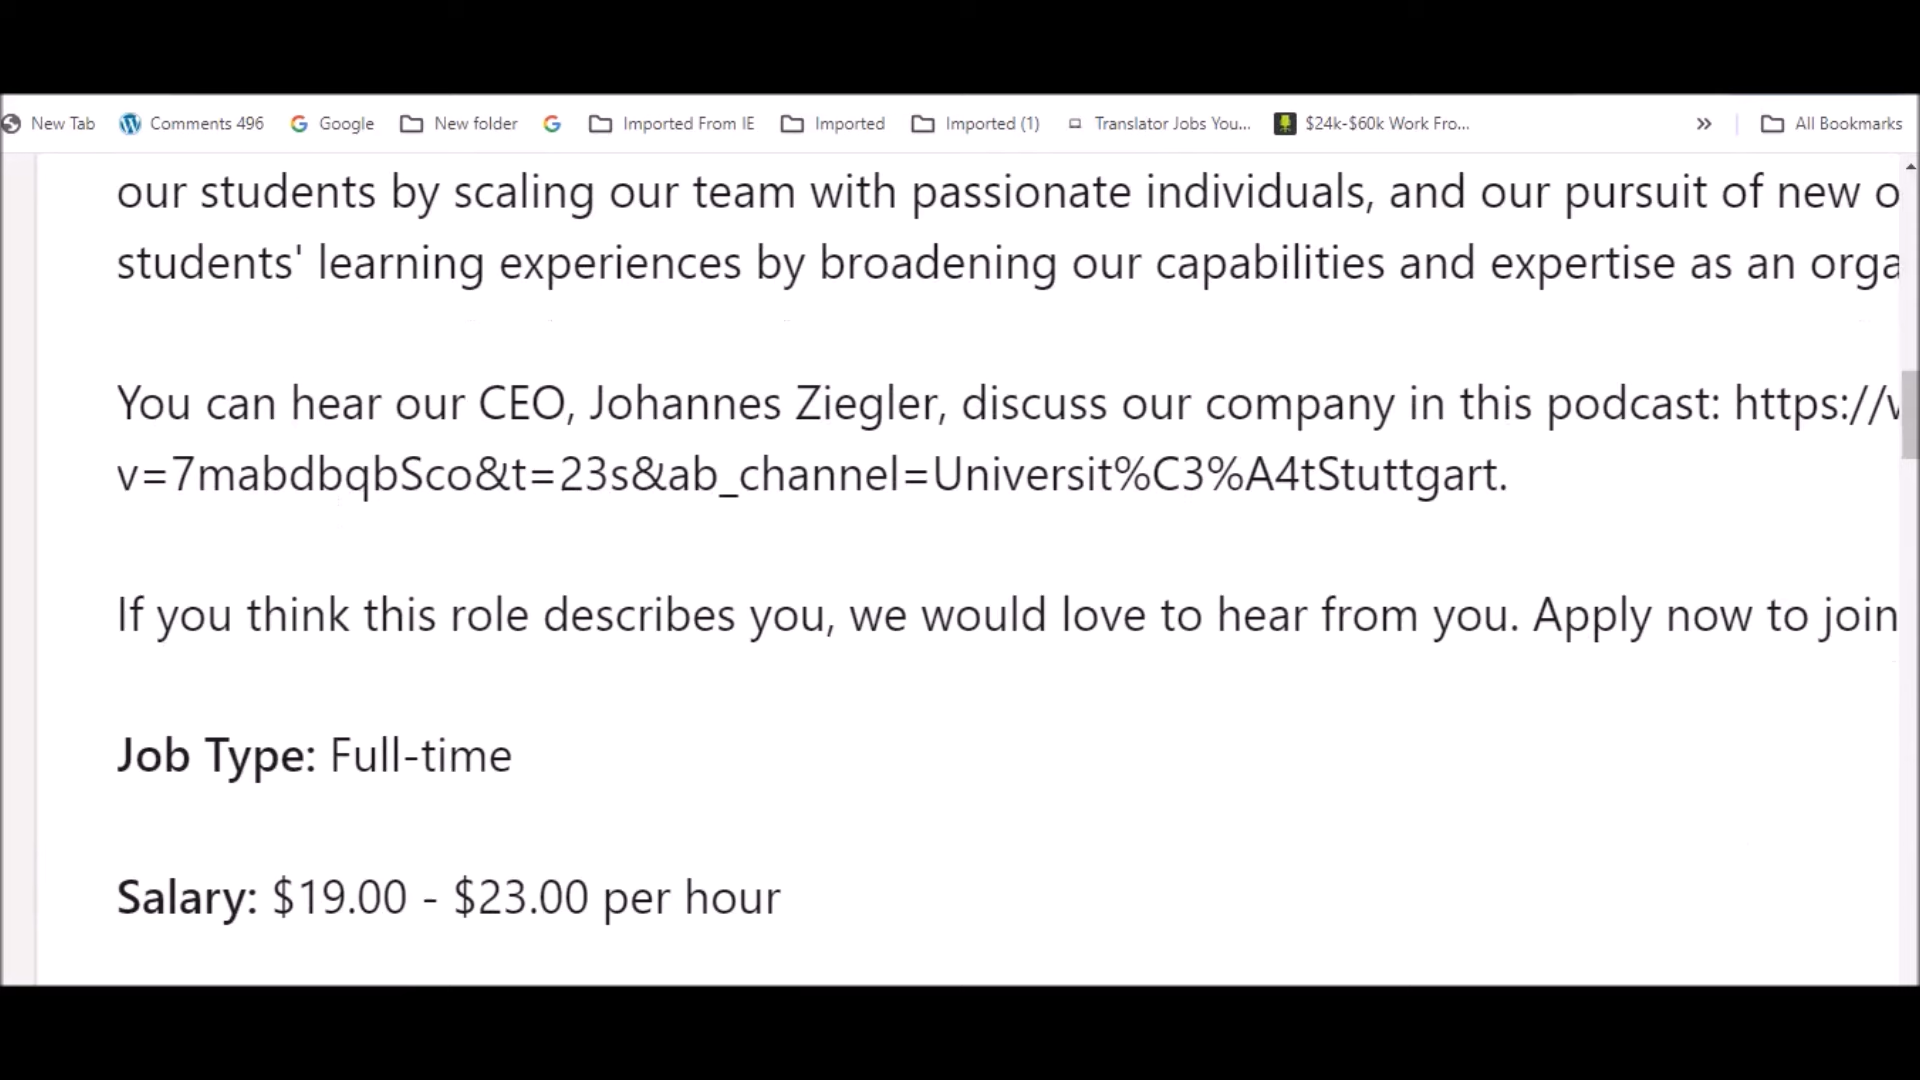 New Tab Comments 496 Google New folder Imported From IE Imported Imported (1) Translator Jobs You... $24k-$60k Work Fro... » All Bookmarks
our students by scaling our team with passionate individuals, and our pursuit of new o
students' learning experiences by broadening our capabilities and expertise as an orga
You can hear our CEO, Johannes Ziegler, discuss our company in this podcast: https://
v=7mabdbqbSco&t=23s&ab_channel=Universit%C3%A4tStuttgart.
If you think this role describes you, we would love to hear from you. Apply now to join
Job Type: Full-time
Salary: $19.00 - $23.00 per hour